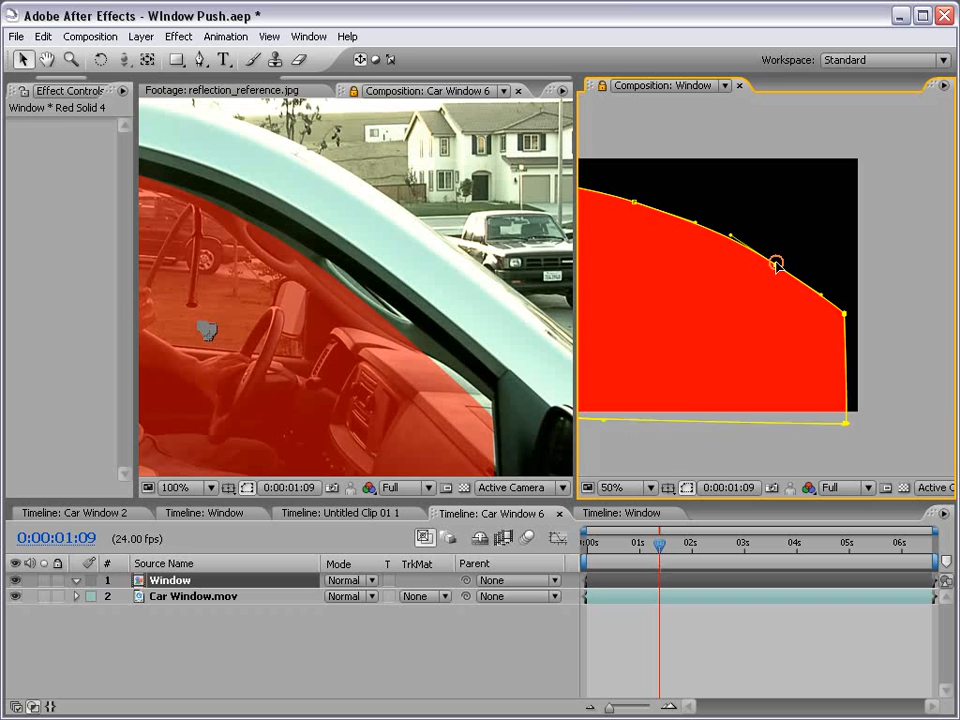 Adobe After Effects - WIndow Push.aep *
File Edit Composition Layer Effect Animation View Window Help
Workspace: Standard
Effect Controls
Footage: reflection_reference.jpg
Composition: Car Window 6
Composition: Window
Window * Red Solid 4
100%
0:00:01:09
Full
Active Camera
50%
0:00:01:09
Full
Active C
Timeline: Car Window 2
Timeline: Window
Timeline: Untitled Clip 01 1
Timeline: Car Window 6
Timeline: Window
0:00:01:09
(24.00 fps)
:00s 01s 02s 03s 04s 05s 06s
# Source Name Mode T TrkMat Parent
1 Window Normal None
2 Car Window.mov Normal None None